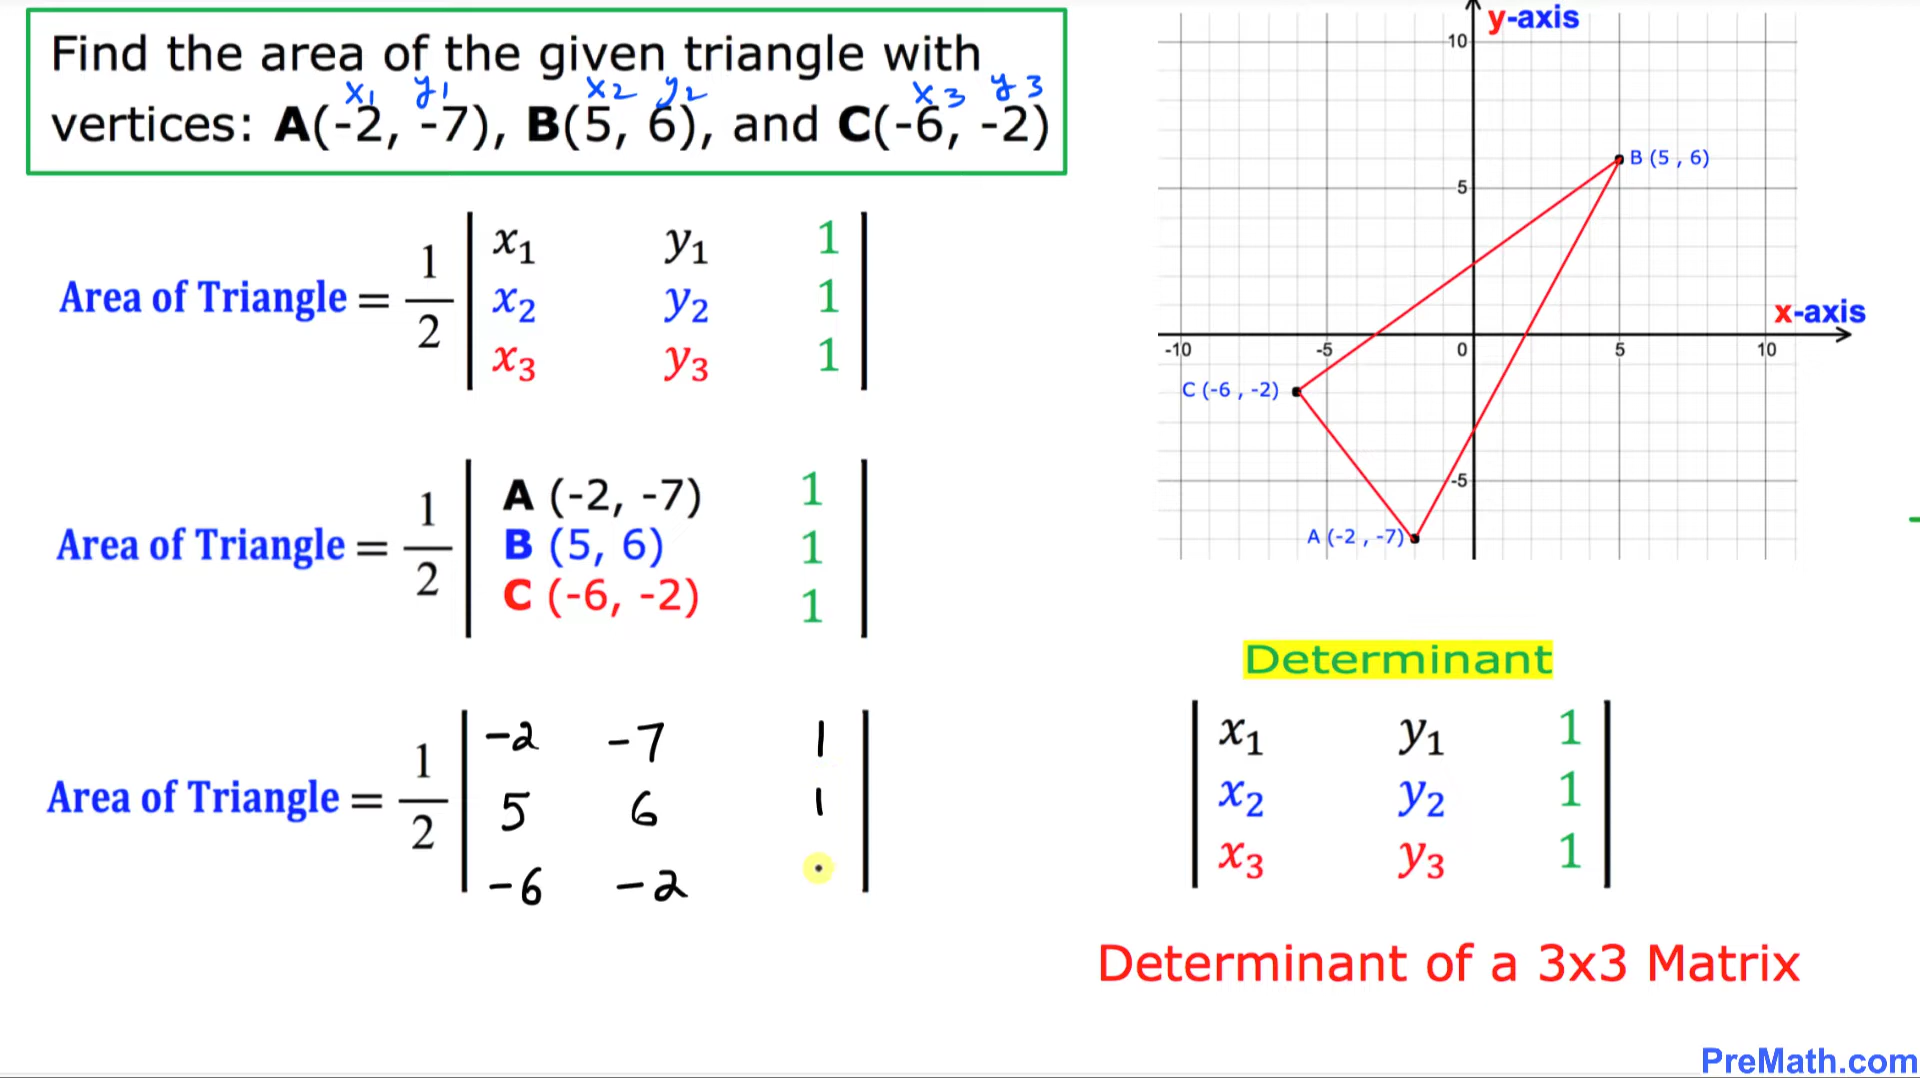 Find the area of the given triangle with
x1 y1 x2 y2 x3 y3
vertices: A(-2, -7), B(5, 6), and C(-6, -2)
Area of Triangle = 1/2 | x1 y1 1 |
x2 y2 1
x3 y3 1
Area of Triangle = 1/2 | A (-2, -7) 1 |
B (5, 6) 1
C (-6, -2) 1
Area of Triangle = 1/2 | -2 -7 1 |
5 6 1
-6 -2
y-axis
10
B (5 , 6)
5
x-axis
-10 -5 0 5 10
C (-6 , -2)
-5
A (-2 , -7)
Determinant
x1 y1 1
x2 y2 1
x3 y3 1
Determinant of a 3x3 Matrix
PreMath.com